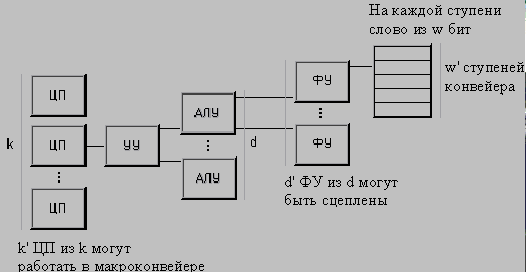 На каждой ступени
слово из w бит
ЦП
АЛУ
ФУ
w' ступеней
конвейера
k
ЦП
УУ
d
АЛУ
ФУ
ЦП
d' ФУ из d могут
быть сцеплены
k' ЦП из k могут
работать в макроконвейере